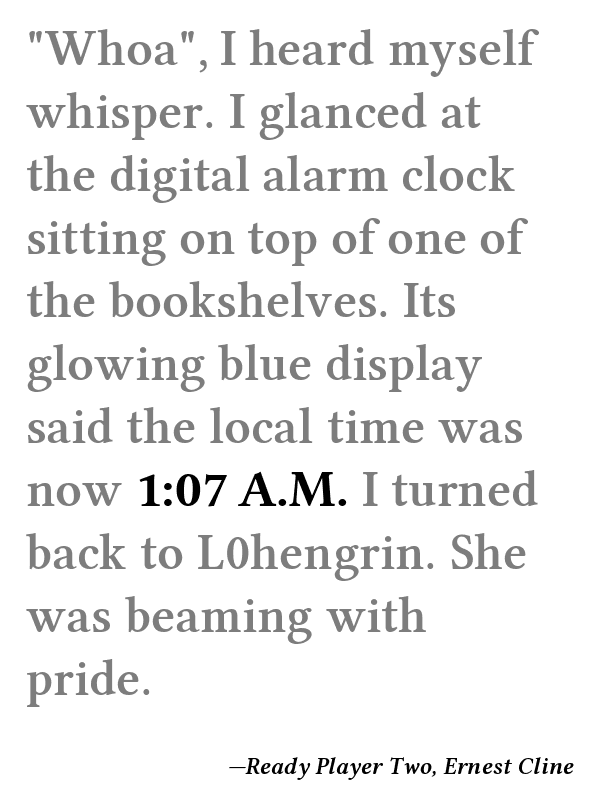 "Whoa", I heard myself
whisper. I glanced at
the digital alarm clock
sitting on top of one of
the bookshelves. Its
glowing blue display
said the local time was
now 1:07 A.M. I turned
back to L0hengrin. She
was beaming with
pride.
—Ready Player Two, Ernest Cline